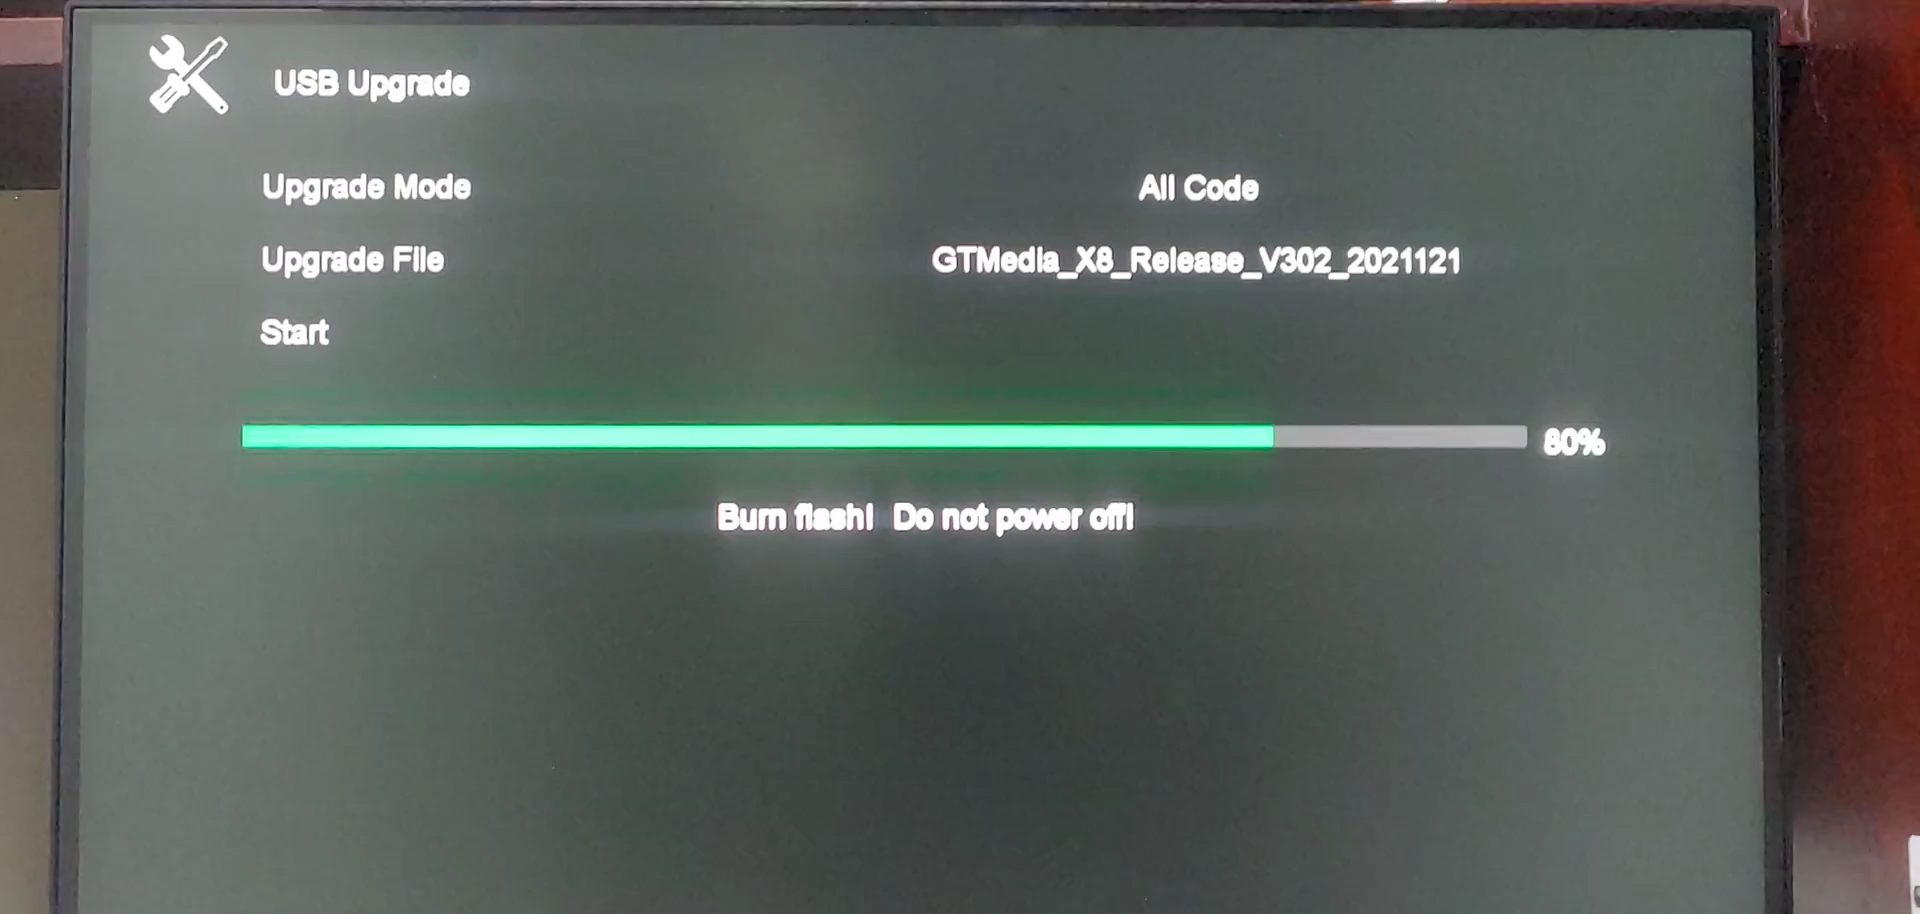 USB Upgrade
Upgrade Mode All Code
Upgrade File GTMedia_X8_Release_V302_2021121
Start
80%
Burn flash! Do not power off!